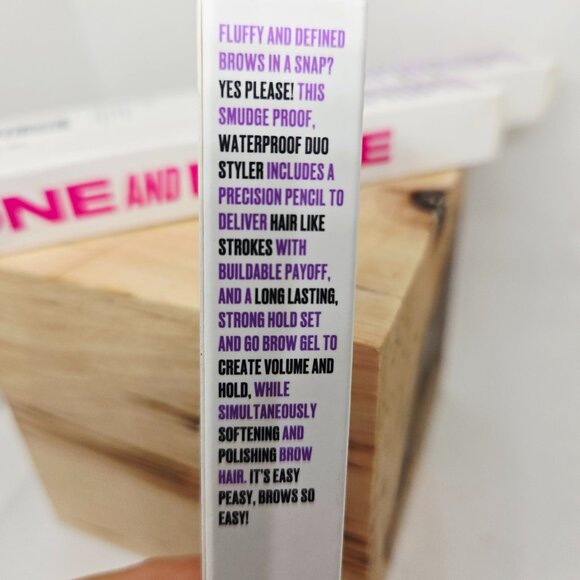 FLUFFY AND DEFINED
BROWS IN A SNAP?
YES PLEASE! THIS
SMUDGE PROOF,
WATERPROOF DUO
STYLER INCLUDES A
PRECISION PENCIL TO
DELIVER HAIR LIKE
STROKES WITH
BUILDABLE PAYOFF,
AND A LONG LASTING,
STRONG HOLD SET
AND GO BROW GEL TO
CREATE VOLUME AND
HOLD, WHILE
SIMULTANEOUSLY
SOFTENING AND
POLISHING BROW
HAIR. IT'S EASY
PEASY, BROWS SO
EASY!
AND